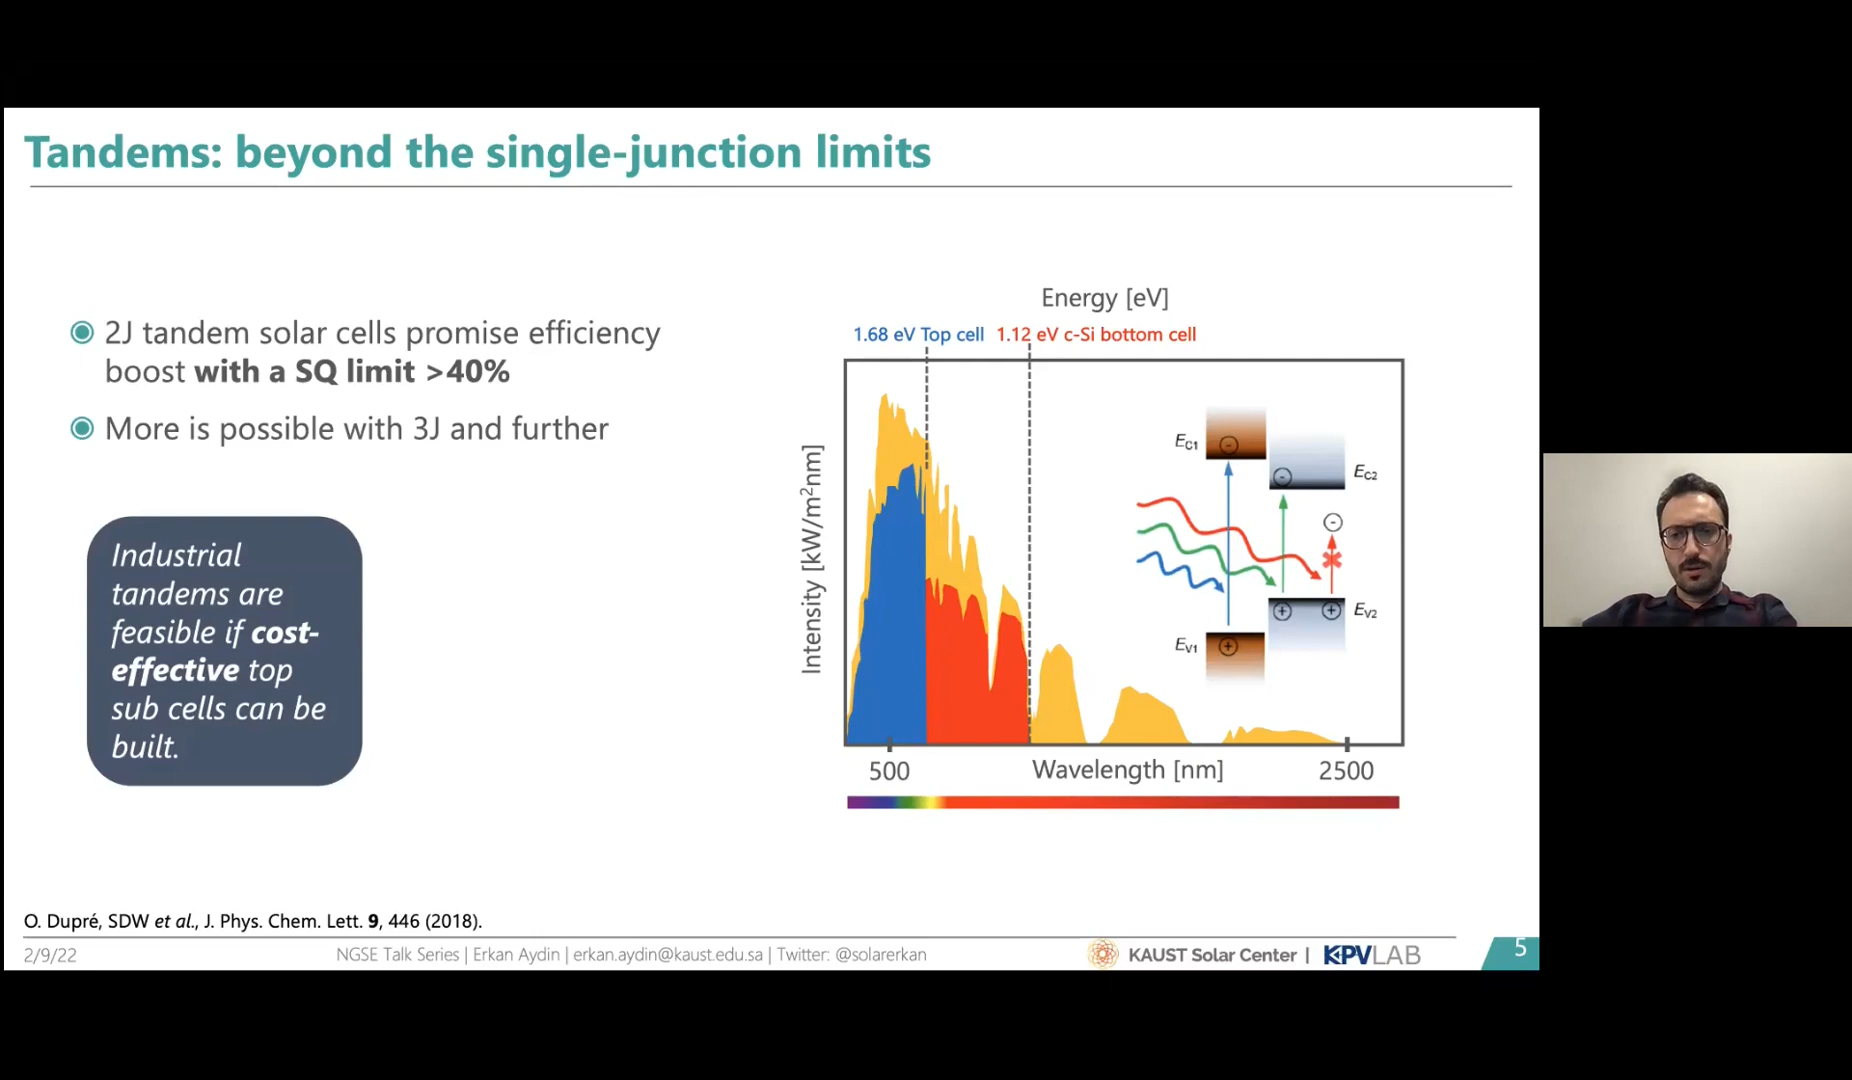 Tandems: beyond the single-junction limits
2J tandem solar cells promise efficiency
boost with a SQ limit >40%
More is possible with 3J and further
Industrial
tandems are
feasible if cost-
effective top
sub cells can be
built.
Energy [eV]
1.68 eV Top cell 1.12 eV c-Si bottom cell
Intensity [kW/m²nm]
EC1
EC2
EV2
EV1
500 Wavelength [nm] 2500
O. Dupré, SDW et al., J. Phys. Chem. Lett. 9, 446 (2018).
2/9/22 NGSE Talk Series | Erkan Aydin | erkan.aydin@kaust.edu.sa | Twitter: @solarerkan KAUST Solar Center | KPVLAB 5